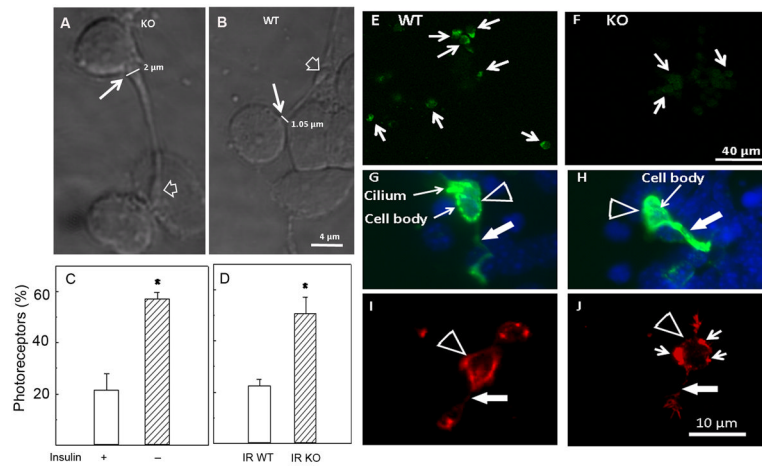 A KO
2 µm
B WT
1.05 µm
4 µm
C
D
Photoreceptors (%)
60
40
20
*
*
Insulin + – IR WT IR KO
E WT
F KO
40 µm
G
Cilium
Cell body
H
Cell body
I
J
10 µm